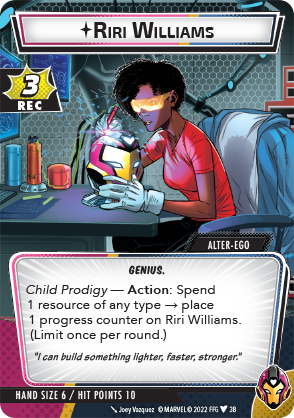 RIRI WILLIAMS
3
REC
ALTER-EGO
GENIUS.
Child Prodigy — Action: Spend
1 resource of any type → place
1 progress counter on Riri Williams.
(Limit once per round.)
"I can build something lighter, faster, stronger."
HAND SIZE 6 / HIT POINTS 10
Joey Vazquez © MARVEL © 2022 FFG 3B